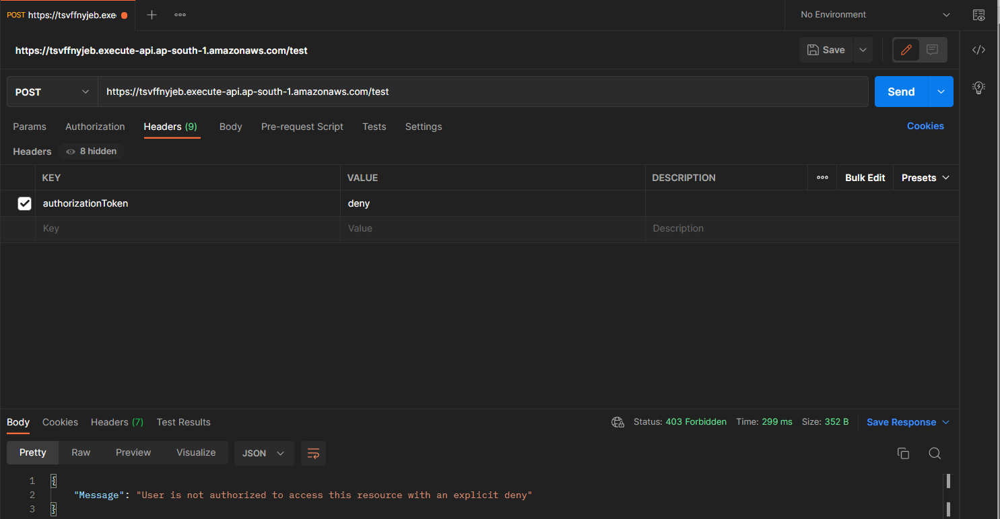 POST https://tsvffnyjeb.exe
No Environment
https://tsvffnyjeb.execute-api.ap-south-1.amazonaws.com/test
Save
POST
https://tsvffnyjeb.execute-api.ap-south-1.amazonaws.com/test
Send
Params Authorization Headers (9) Body Pre-request Script Tests Settings Cookies
Headers 8 hidden
KEY VALUE DESCRIPTION Bulk Edit Presets
authorizationToken deny
Key Value Description
Body Cookies Headers (7) Test Results Status: 403 Forbidden Time: 299 ms Size: 352 B Save Response
Pretty Raw Preview Visualize JSON
1 {
2 "Message": "User is not authorized to access this resource with an explicit deny"
3 }